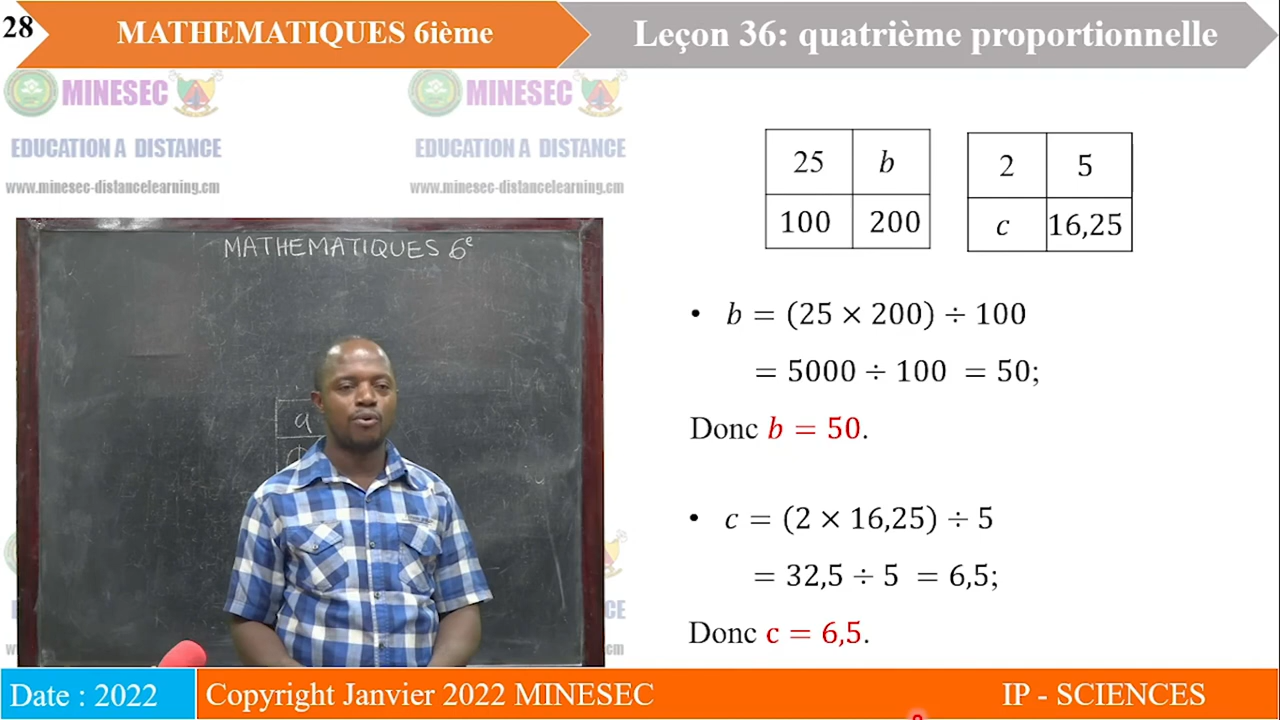 28
MATHEMATIQUES 6ième
Leçon 36: quatrième proportionnelle
MINESEC
MINESEC
EDUCATION A DISTANCE
EDUCATION A DISTANCE
www.minesec-distancelearning.cm
www.minesec-distancelearning.cm
MATHEMATIQUES 6e
a
25 b
100 200
2 5
c 16,25
• b = (25 × 200) ÷ 100
= 5000 ÷ 100 = 50;
Donc b = 50.
• c = (2 × 16,25) ÷ 5
= 32,5 ÷ 5 = 6,5;
Donc c = 6,5.
Date : 2022
Copyright Janvier 2022 MINESEC
IP - SCIENCES